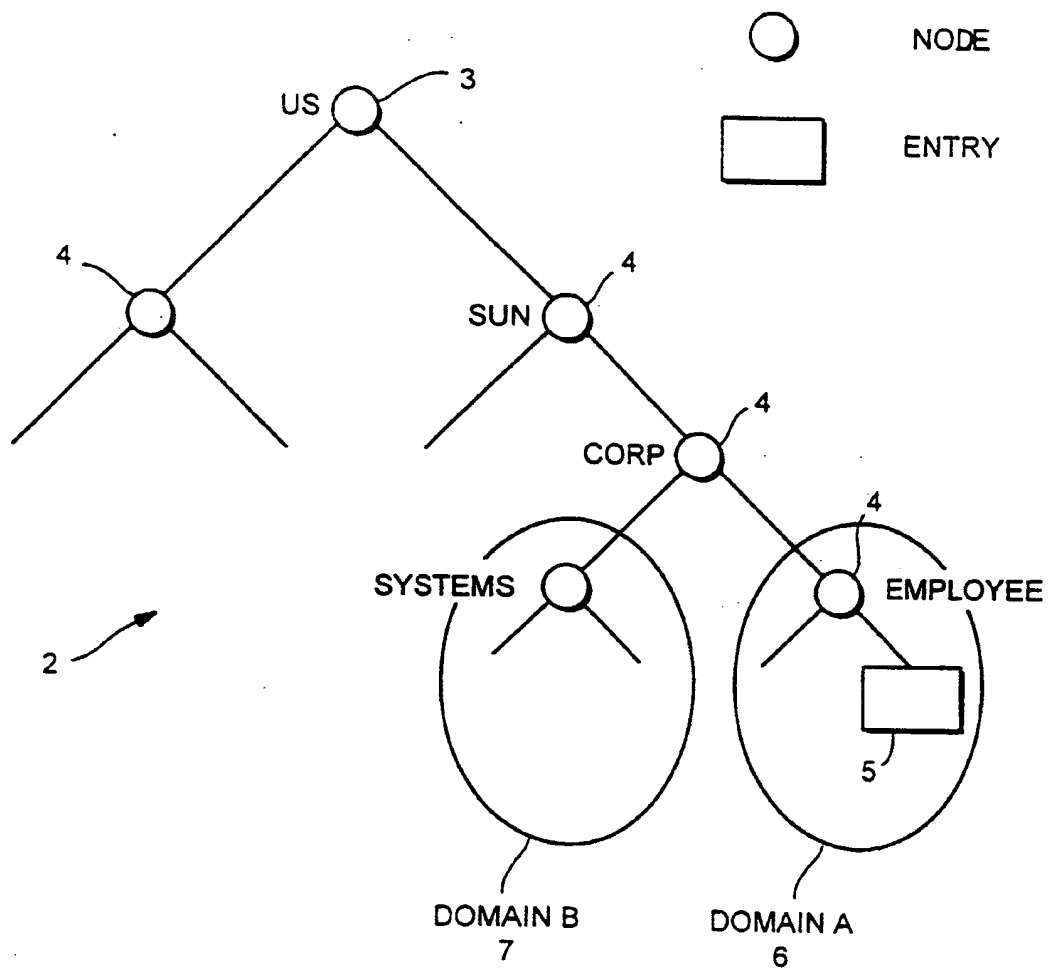 NODE
3
US
ENTRY
4
4
SUN
4
CORP
4
SYSTEMS
EMPLOYEE
2
5
DOMAIN B
7
DOMAIN A
6